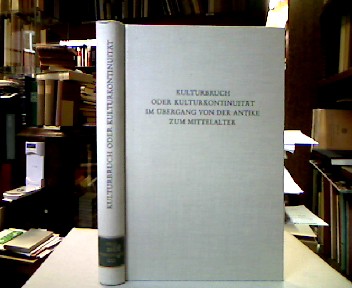 KULTURBRUCH
ODER KULTURKONTINUITÄT
IM ÜBERGANG VON DER ANTIKE
ZUM MITTELALTER
KULTURBRUCH ODER KULTURKONTINUITÄT